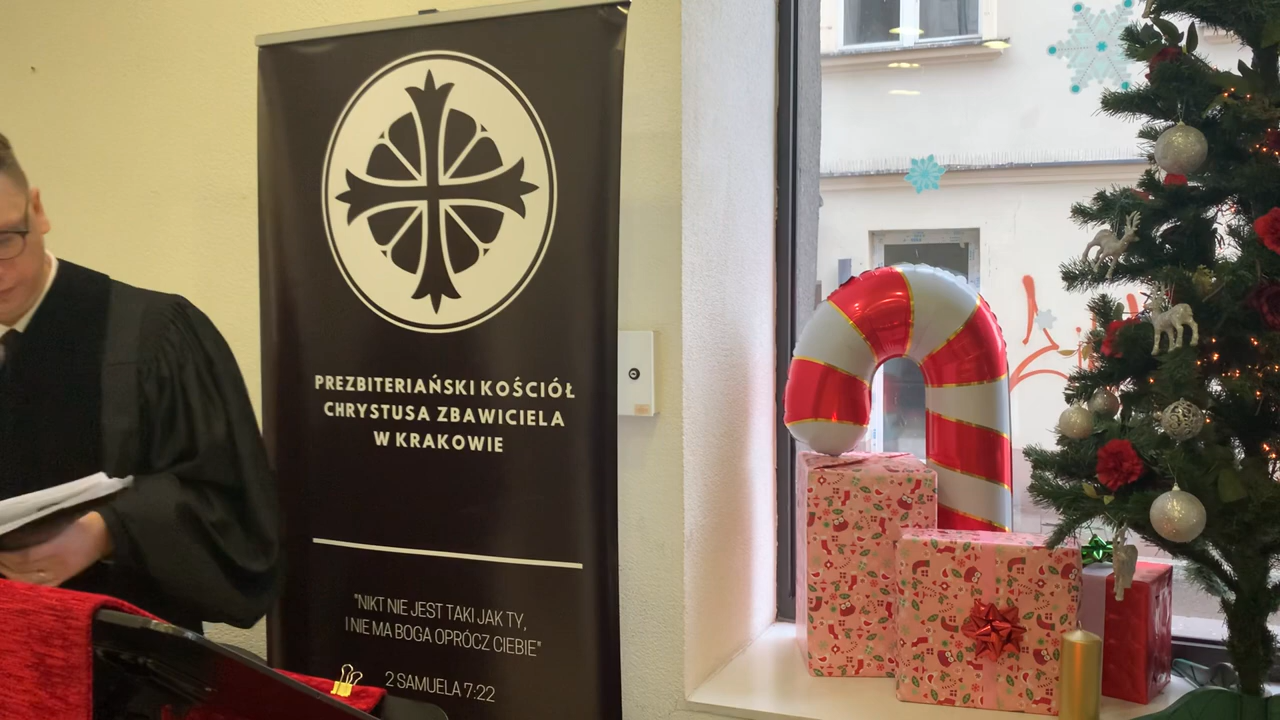 PREZBITERIAŃSKI KOŚCIÓŁ
CHRYSTUSA ZBAWICIELA
W KRAKOWIE
"NIKT NIE JEST TAKI JAK TY,
I NIE MA BOGA OPRÓCZ CIEBIE"
2 SAMUELA 7:22